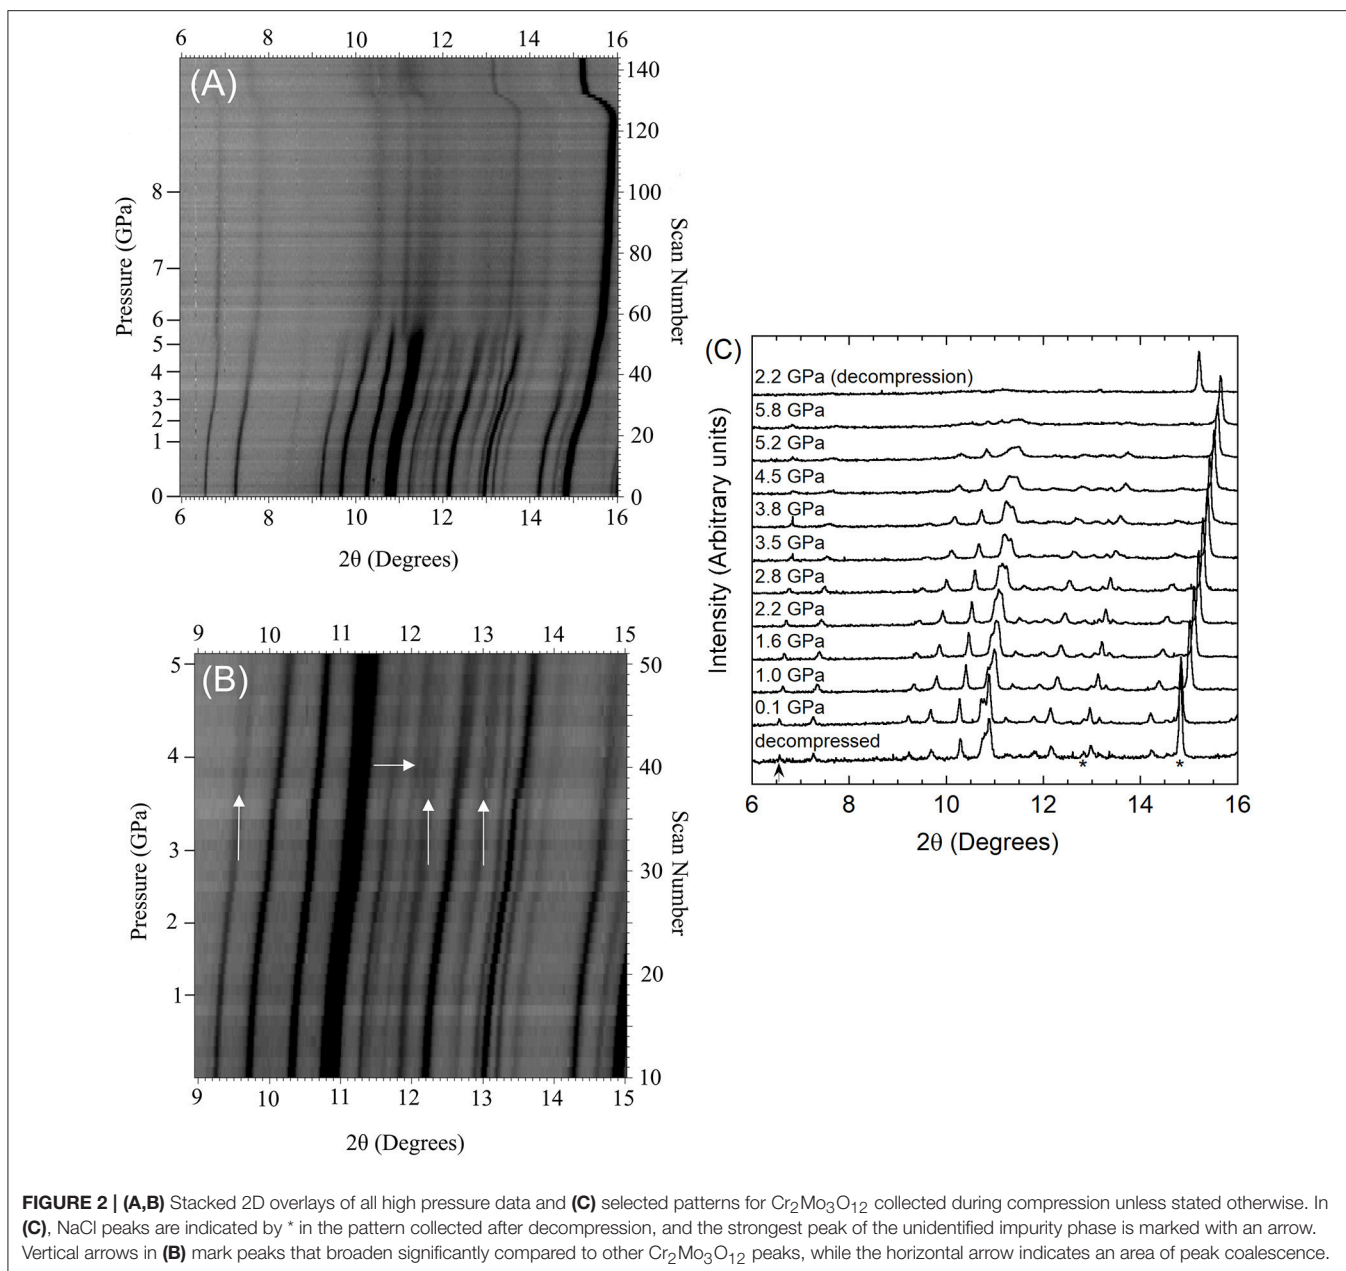 6 8 10 12 14 16
(A)
140
120
8 100
80
7
6 60
5
4 40
3
2
1 20
0 0
Pressure (GPa)
Scan Number
6 8 10 12 14 16
2θ (Degrees)
9 10 11 12 13 14 15
(B)
5 50
4 40
3
30
2
20
1
10
Pressure (GPa)
Scan Number
9 10 11 12 13 14 15
2θ (Degrees)
(C)
2.2 GPa (decompression)
5.8 GPa
5.2 GPa
4.5 GPa
3.8 GPa
3.5 GPa
2.8 GPa
2.2 GPa
1.6 GPa
1.0 GPa
0.1 GPa
decompressed
* *
Intensity (Arbitrary units)
6 8 10 12 14 16
2θ (Degrees)
FIGURE 2 | (A,B) Stacked 2D overlays of all high pressure data and (C) selected patterns for Cr2Mo3O12 collected during compression unless stated otherwise. In
(C), NaCl peaks are indicated by * in the pattern collected after decompression, and the strongest peak of the unidentified impurity phase is marked with an arrow.
Vertical arrows in (B) mark peaks that broaden significantly compared to other Cr2Mo3O12 peaks, while the horizontal arrow indicates an area of peak coalescence.